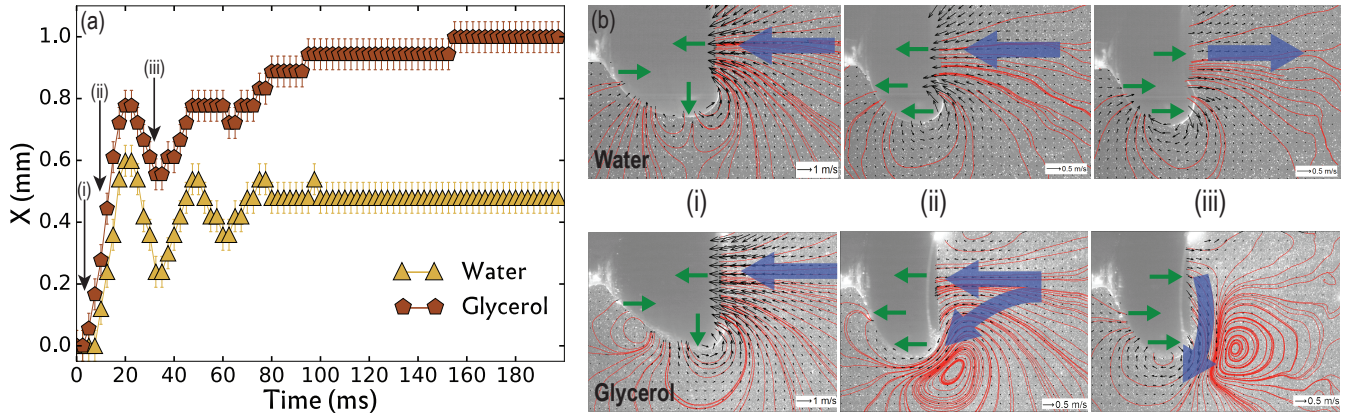 (a)
X (mm)
1.0
0.8
0.6
0.4
0.2
0.0
(i)
(ii)
(iii)
Water
Glycerol
0 20 40 60 80 100 120 140 160 180
Time (ms)
(b)
Water
1 m/s
0.5 m/s
0.5 m/s
(i) (ii) (iii)
Glycerol
1 m/s
0.5 m/s
0.5 m/s